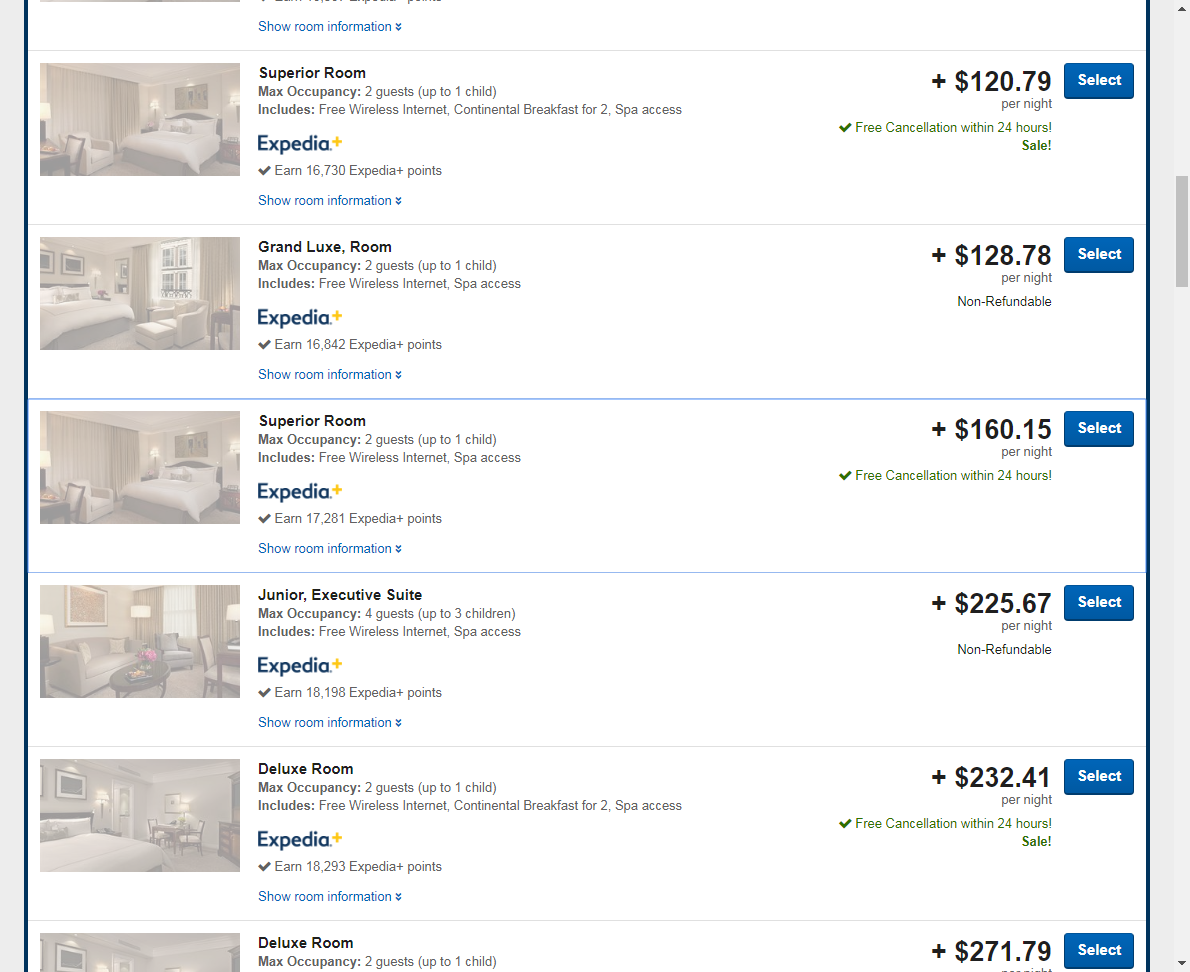 Show room information
Superior Room
Max Occupancy: 2 guests (up to 1 child)
Includes: Free Wireless Internet, Continental Breakfast for 2, Spa access
Expedia+
Earn 16,730 Expedia+ points
Show room information
+ $120.79
per night
Free Cancellation within 24 hours!
Sale!
Select
Grand Luxe, Room
Max Occupancy: 2 guests (up to 1 child)
Includes: Free Wireless Internet, Spa access
Expedia+
Earn 16,842 Expedia+ points
Show room information
+ $128.78
per night
Non-Refundable
Select
Superior Room
Max Occupancy: 2 guests (up to 1 child)
Includes: Free Wireless Internet, Spa access
Expedia+
Earn 17,281 Expedia+ points
Show room information
+ $160.15
per night
Free Cancellation within 24 hours!
Select
Junior, Executive Suite
Max Occupancy: 4 guests (up to 3 children)
Includes: Free Wireless Internet, Spa access
Expedia+
Earn 18,198 Expedia+ points
Show room information
+ $225.67
per night
Non-Refundable
Select
Deluxe Room
Max Occupancy: 2 guests (up to 1 child)
Includes: Free Wireless Internet, Continental Breakfast for 2, Spa access
Expedia+
Earn 18,293 Expedia+ points
Show room information
+ $232.41
per night
Free Cancellation within 24 hours!
Sale!
Select
Deluxe Room
Max Occupancy: 2 guests (up to 1 child)
+ $271.79
Select